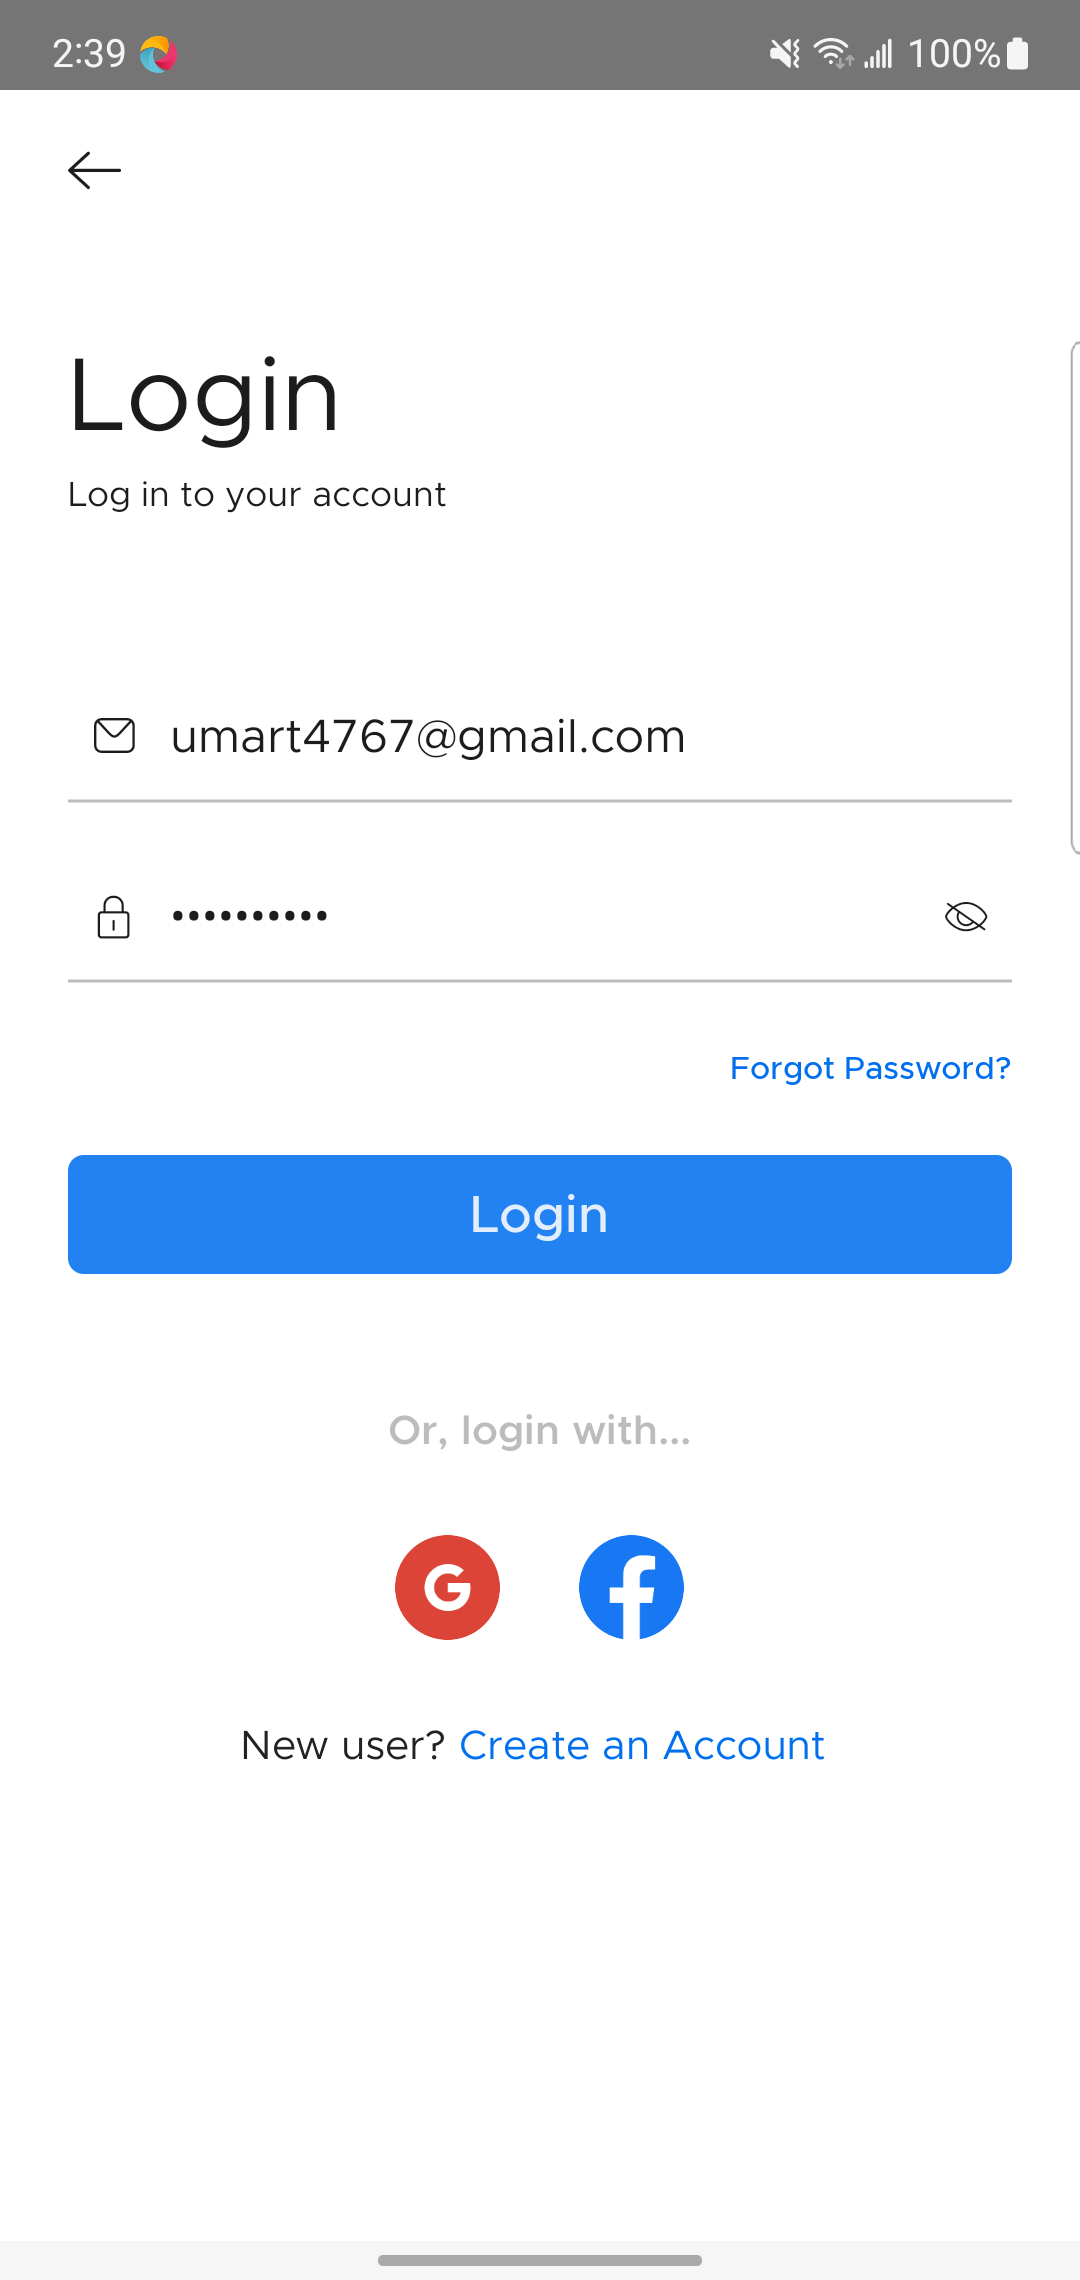 2:39 100%
Login
Log in to your account
umart4767@gmail.com
••••••••••
Forgot Password?
Login
Or, login with...
G f
New user? Create an Account